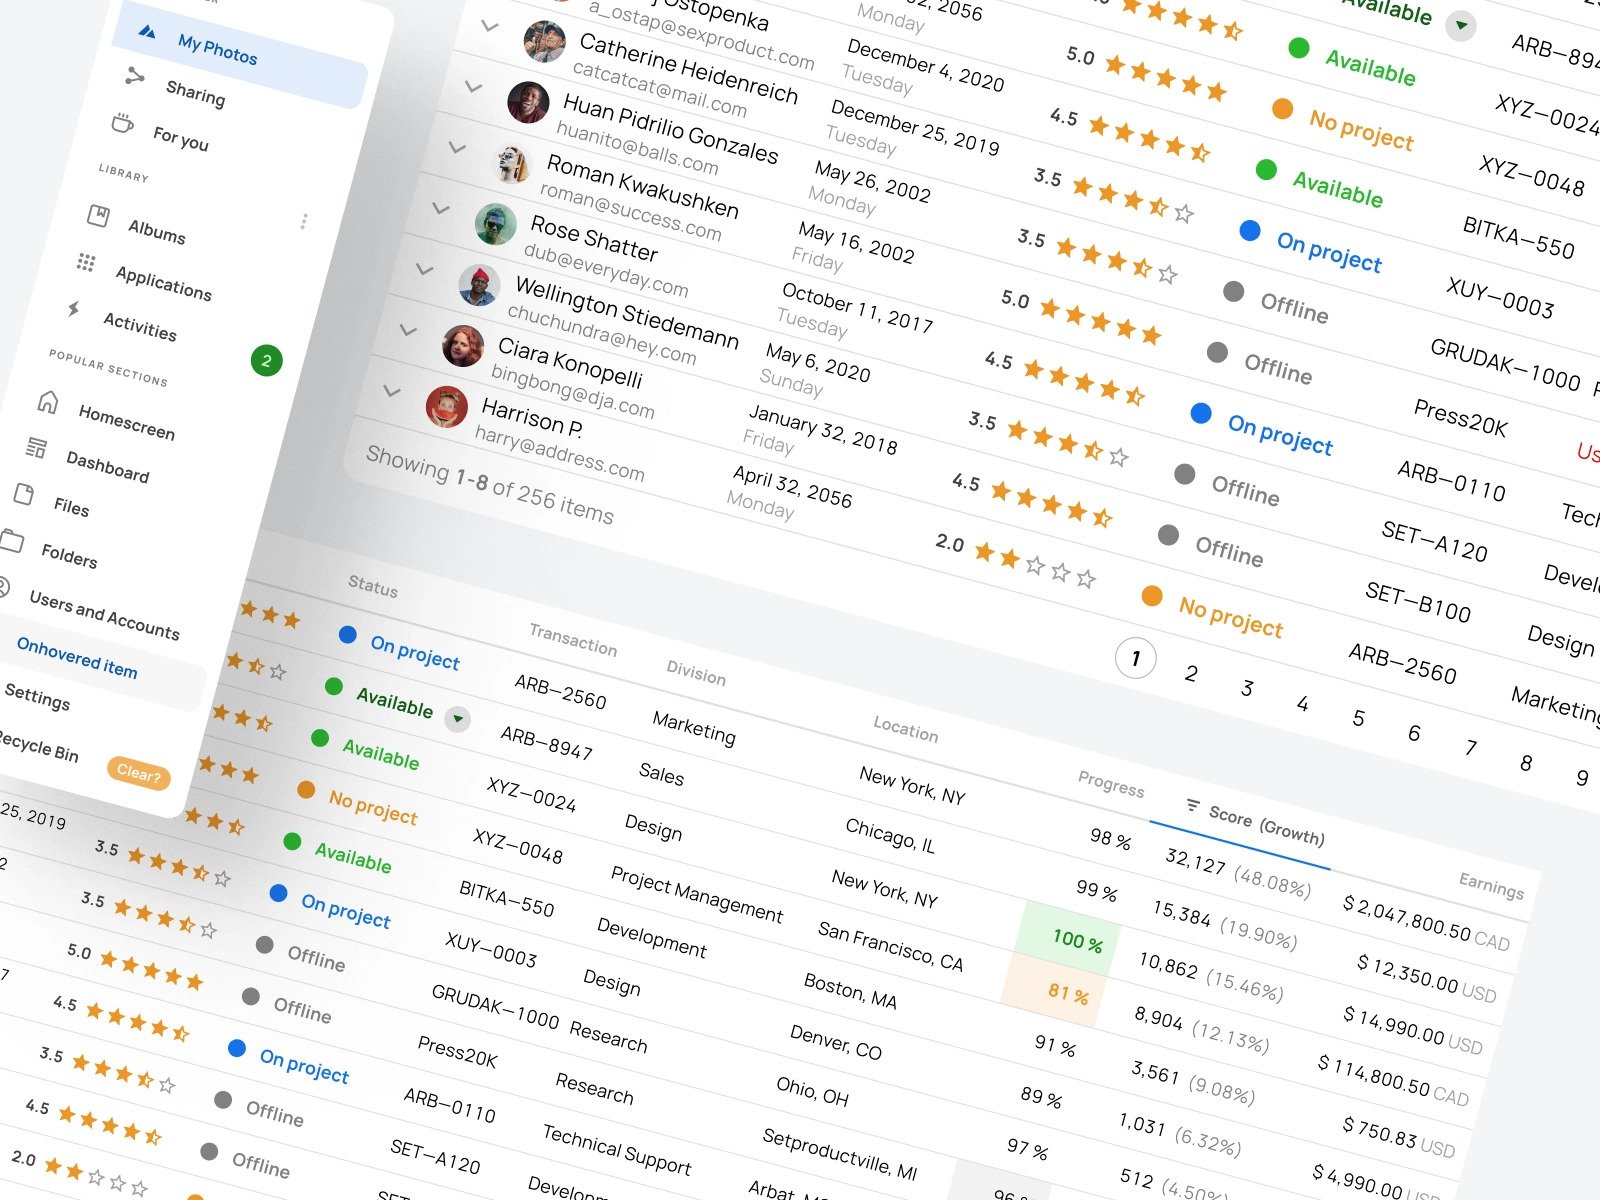 My Photos
Sharing
For you
LIBRARY
Albums
Applications
Activities
2
POPULAR SECTIONS
Homescreen
Dashboard
Files
Folders
Users and Accounts
Onhovered item
Settings
Recycle Bin Clear?
Available ARB–894
Available XYZ–0024
2056 5.0 No project XYZ–0048
Monday
Ostopenka December 4, 2020 4.5 Available BITKA–550
a_ostap@sexproduct.com Tuesday
Catherine Heidenreich December 25, 2019 3.5 On project XUY–0003
catcatcat@mail.com Tuesday
Huan Pidrilio Gonzales May 26, 2002 3.5 Offline GRUDAK–1000
huanito@balls.com Monday
Roman Kwakushken May 16, 2002 5.0 Offline Press20K Us
roman@success.com Friday
Rose Shatter October 11, 2017 4.5 On project ARB–0110 Tech
dub@everyday.com Tuesday
Wellington Stiedemann May 6, 2020 3.5 Offline SET–A120 Develo
chuchundra@hey.com Sunday
Ciara Konopelli January 32, 2018 4.5 Offline SET–B100 Design
bingbong@dja.com Friday
Harrison P. April 32, 2056 2.0 No project ARB–2560 Marketing
harry@address.com Monday
Showing 1-8 of 256 items 1 2 3 4 5 6 7 8 9
Status Transaction Division Location Progress Score (Growth) Earnings
On project ARB–2560 Marketing New York, NY 98 % 32,127 (48.08%) $ 2,047,800.50 CAD
Available ARB–8947 Sales Chicago, IL 99 % 15,384 (19.90%) $ 12,350.00 USD
Available XYZ–0024 Design New York, NY 100 % 10,862 (15.46%) $ 14,990.00 USD
No project XYZ–0048 Project Management San Francisco, CA 81 % 8,904 (12.13%) $ 114,800.50 CAD
Available BITKA–550 Development Boston, MA 91 % 3,561 (9.08%) $ 750.83 USD
25, 2019 3.5 On project XUY–0003 Design Denver, CO 89 % 1,031 (6.32%) $ 4,990.00 USD
3.5 Offline GRUDAK–1000 Research Ohio, OH 97 % 512 (4.50%)
5.0 Offline Press20K Research Setproductville, MI 96 %
4.5 On project ARB–0110 Technical Support Arbat,
3.5 Offline SET–A120 Developm
4.5 Offline SET
2.0